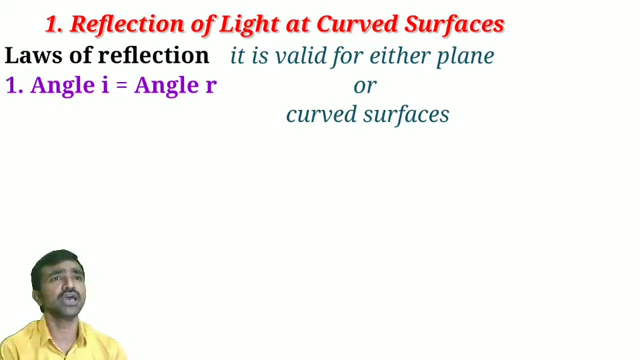 1. Reflection of Light at Curved Surfaces
Laws of reflection it is valid for either plane
1. Angle i = Angle r or
curved surfaces